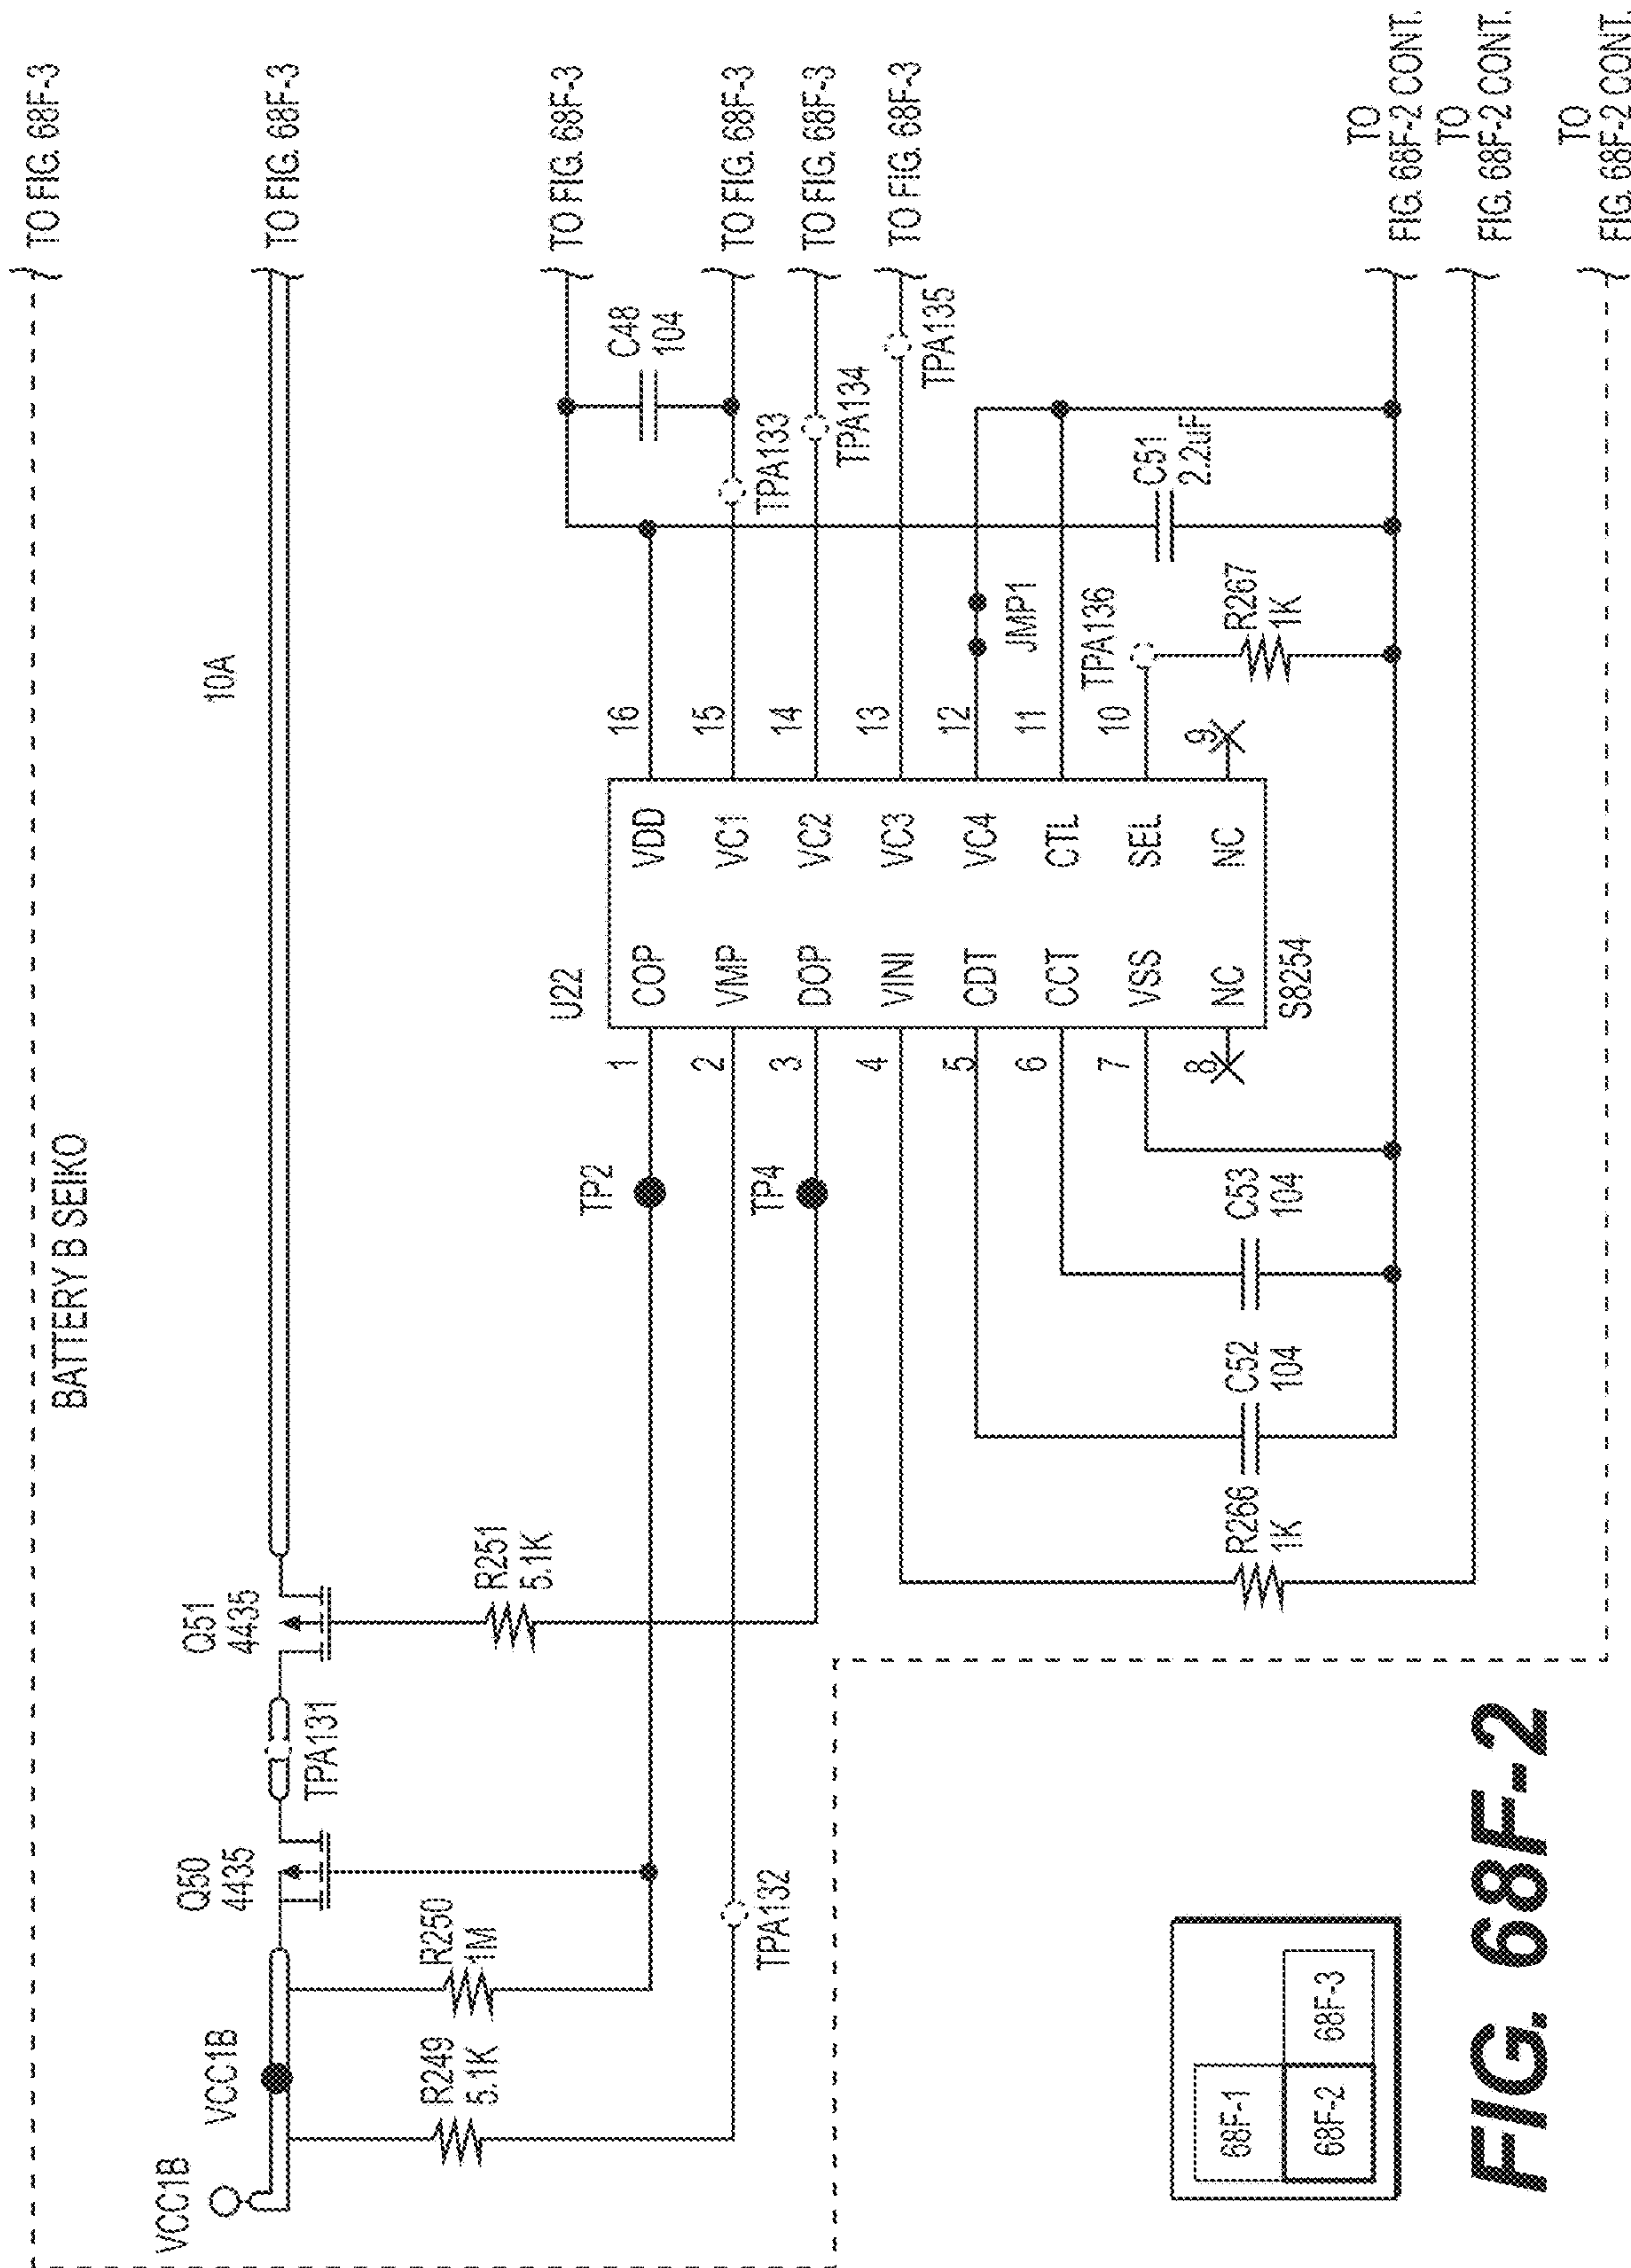 TO FIG. 68F-3
BATTERY B SEIKO
TO FIG. 68F-3
10A
VCC1B
VCC1B
Q50
4435
TPA131
Q51
4435
R249
5.1K
R250
1M
R251
5.1K
TPA132
TP2
TP4
U22
1
COP
VDD
16
2
VMP
VC1
15
3
DOP
VC2
14
4
VINI
VC3
13
5
CDT
VC4
12
6
CCT
CTL
11
7
VSS
SEL
10
8
NC
NC
9
S8254
TO FIG. 68F-3
C48
104
TO FIG. 68F-3
TPA133
TO FIG. 68F-3
TPA134
TO FIG. 68F-3
TPA135
JMP1
TPA136
C51
2.2uF
R267
1K
R266
1K
C52
104
C53
104
TO
FIG. 68F-2 CONT.
TO
FIG. 68F-2 CONT.
TO
FIG. 68F-2 CONT.
68F-1
68F-2
68F-3
FIG. 68F-2